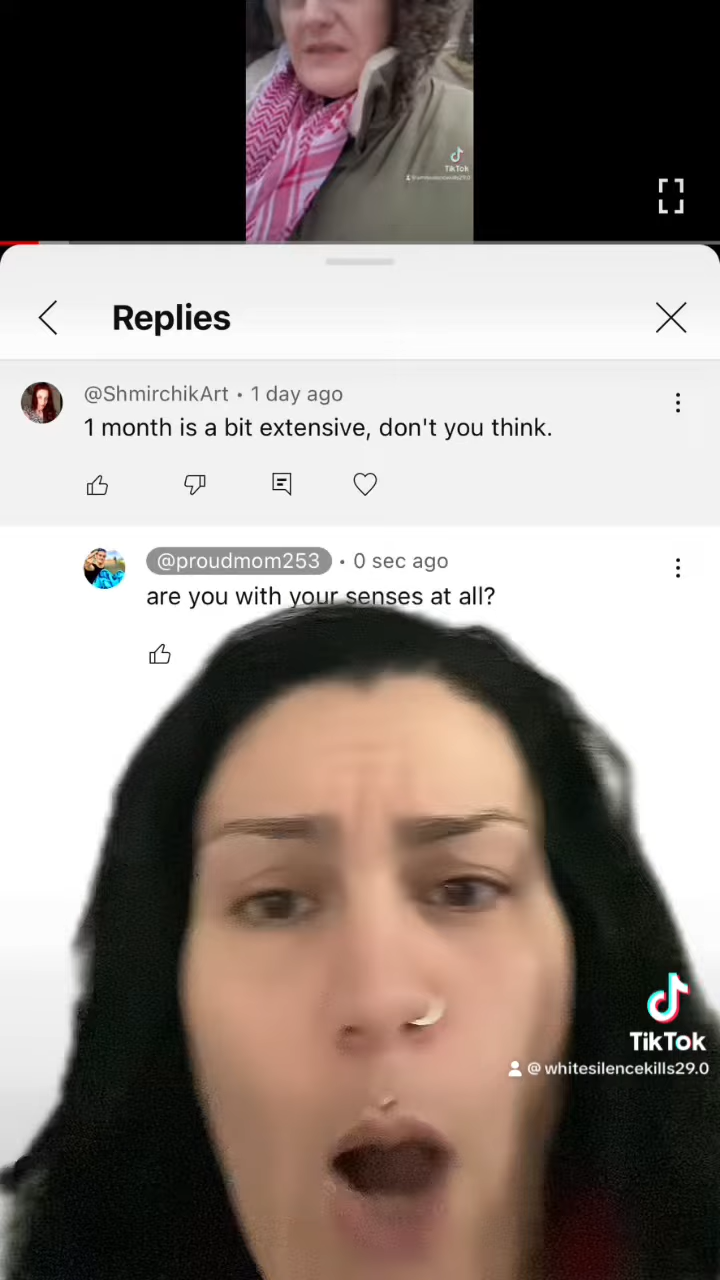 TikTok
Replies
@ShmirchikArt • 1 day ago
1 month is a bit extensive, don't you think.
@proudmom253 • 0 sec ago
are you with your senses at all?
TikTok
@whitesilencekills29.0